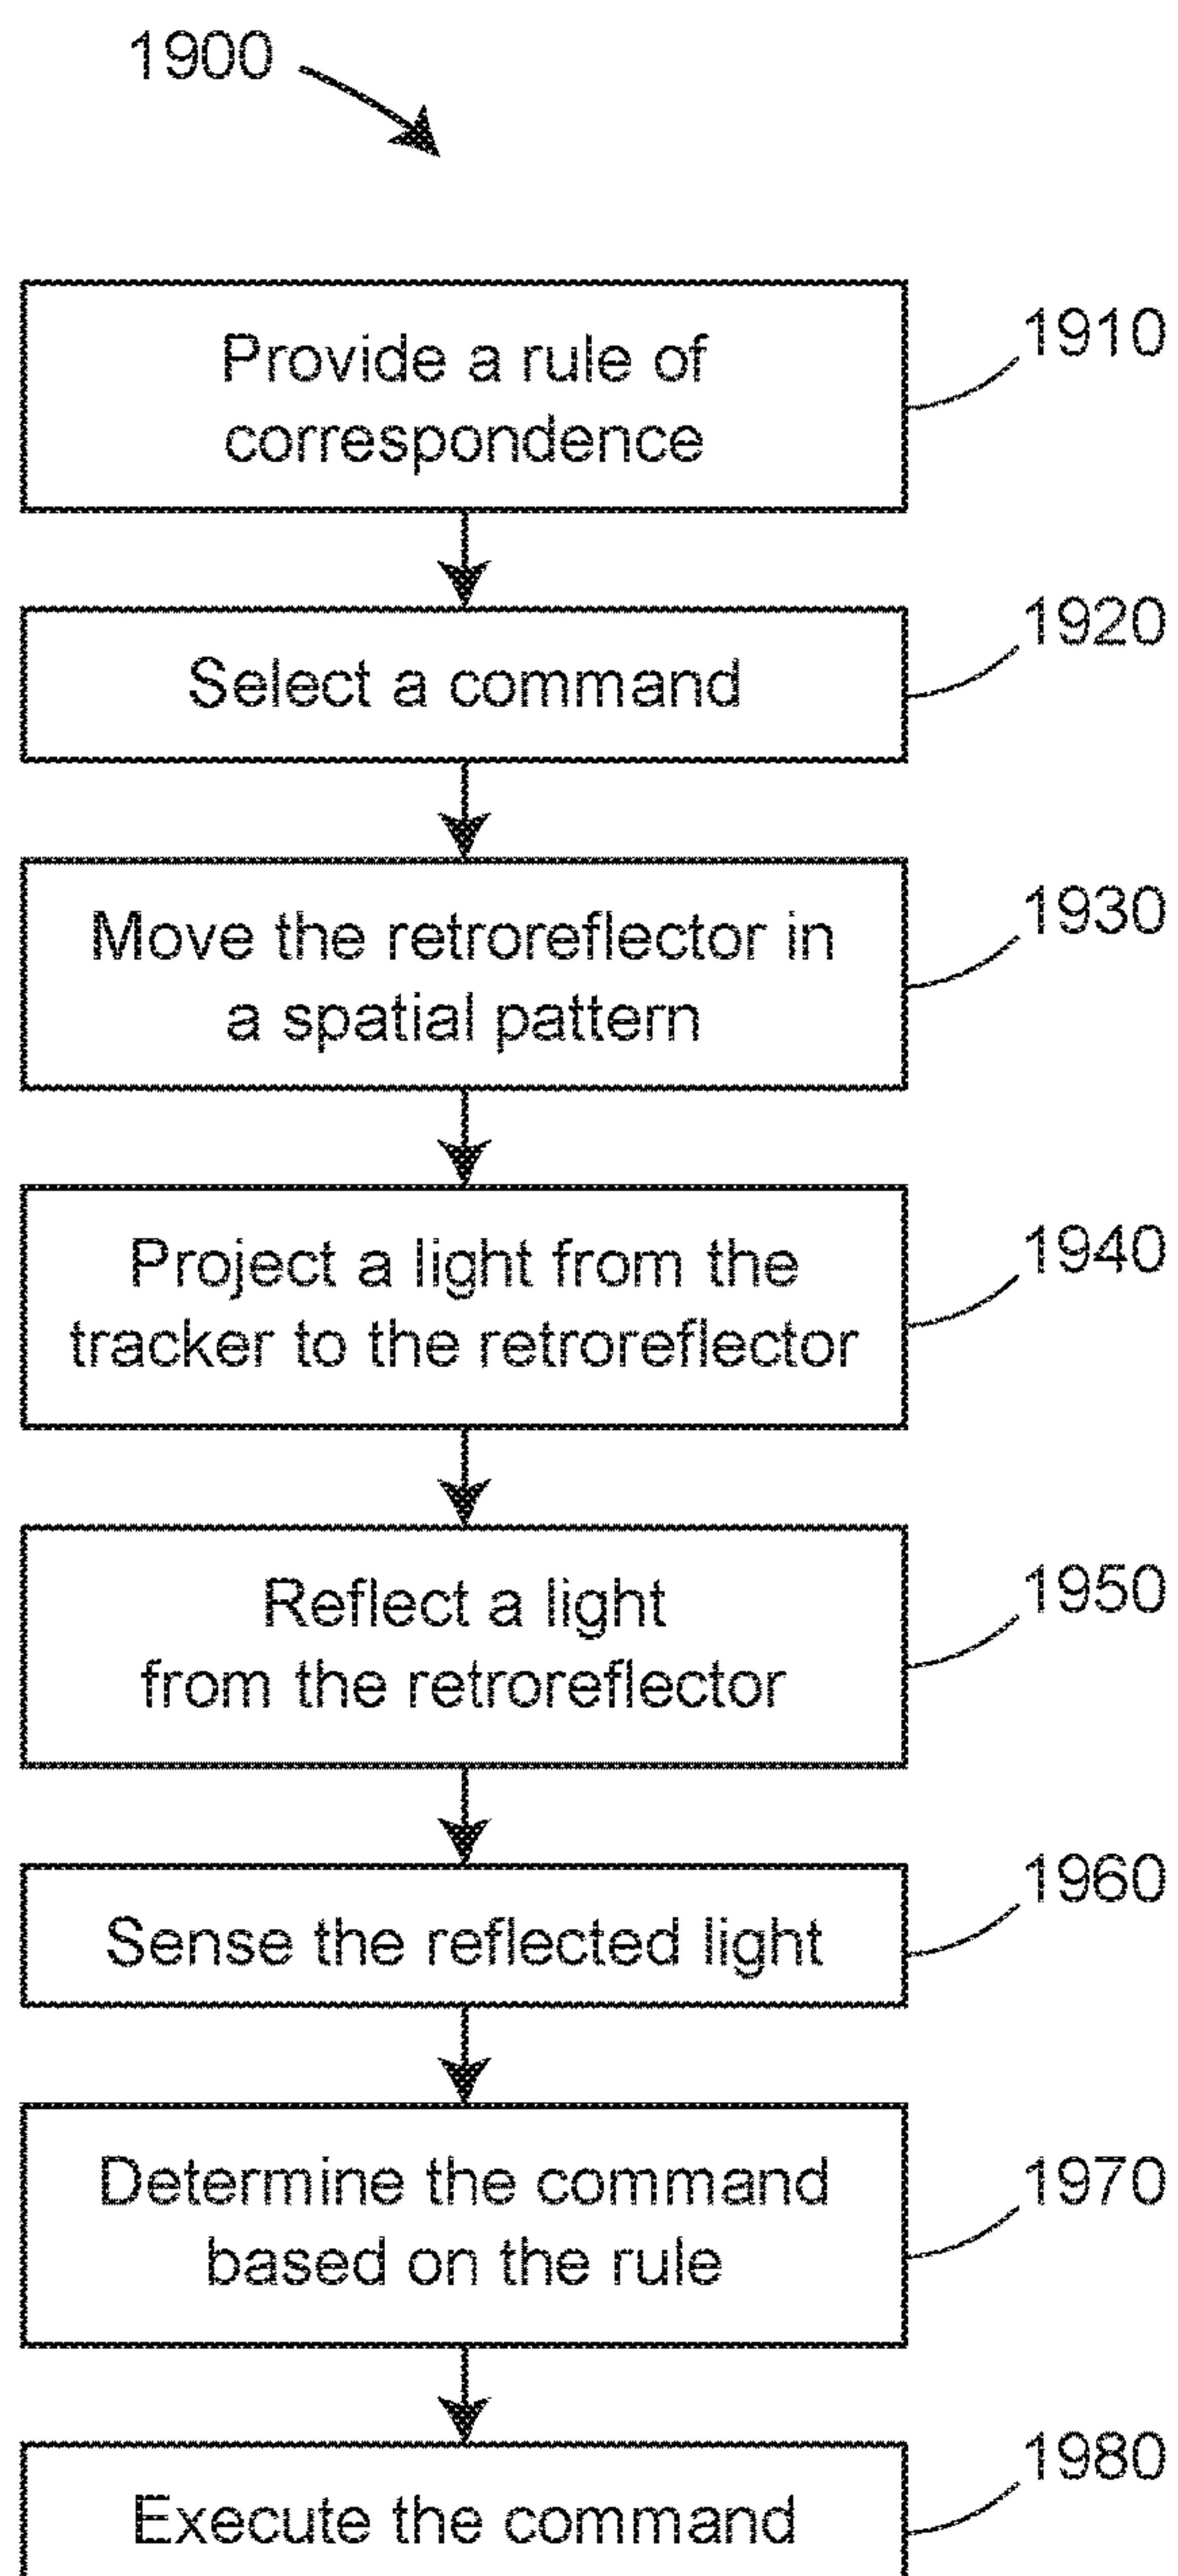 1900
Provide a rule of
correspondence
1910
Select a command
1920
Move the retroreflector in
a spatial pattern
1930
Project a light from the
tracker to the retroreflector
1940
Reflect a light
from the retroreflector
1950
Sense the reflected light
1960
Determine the command
based on the rule
1970
Execute the command
1980